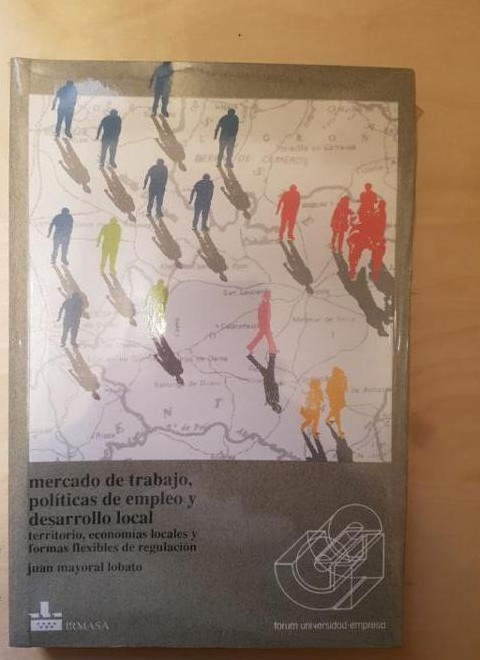 mercado de trabajo,
políticas de empleo y
desarrollo local
territorio, economías locales y
formas flexibles de regulación
juan mayoral lobato
IRMASA
forum universidad-empresa